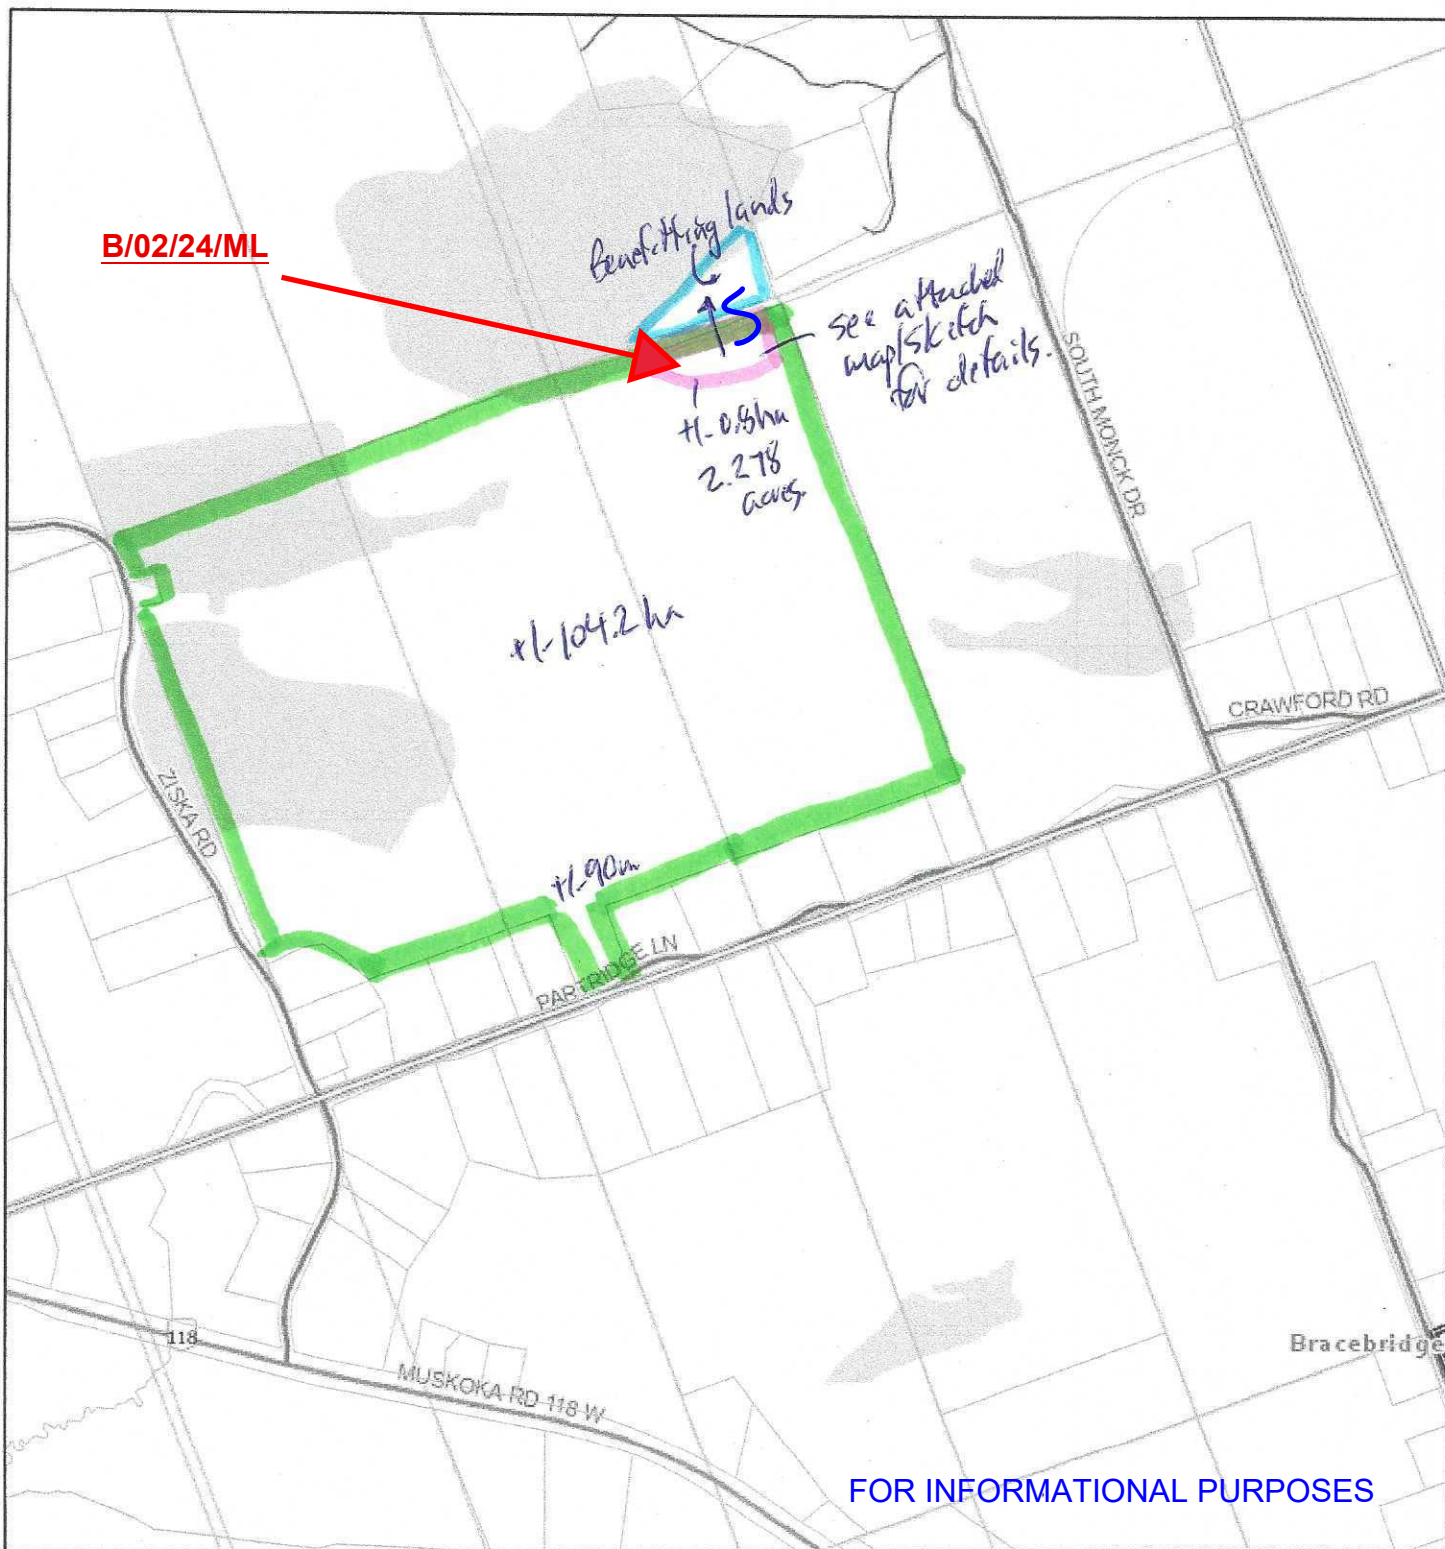 B/02/24/ML
benefitting lands
S
see attached
map/sketch
for details.
+/- 0.8ha
2.278
acres.
SOUTH MONCK DR
+/-104.2 ha
CRAWFORD RD
ZISKA RD
+/-90m
PARTRIDGE LN
118
MUSKOKA RD 118 W
Bracebridge
FOR INFORMATIONAL PURPOSES